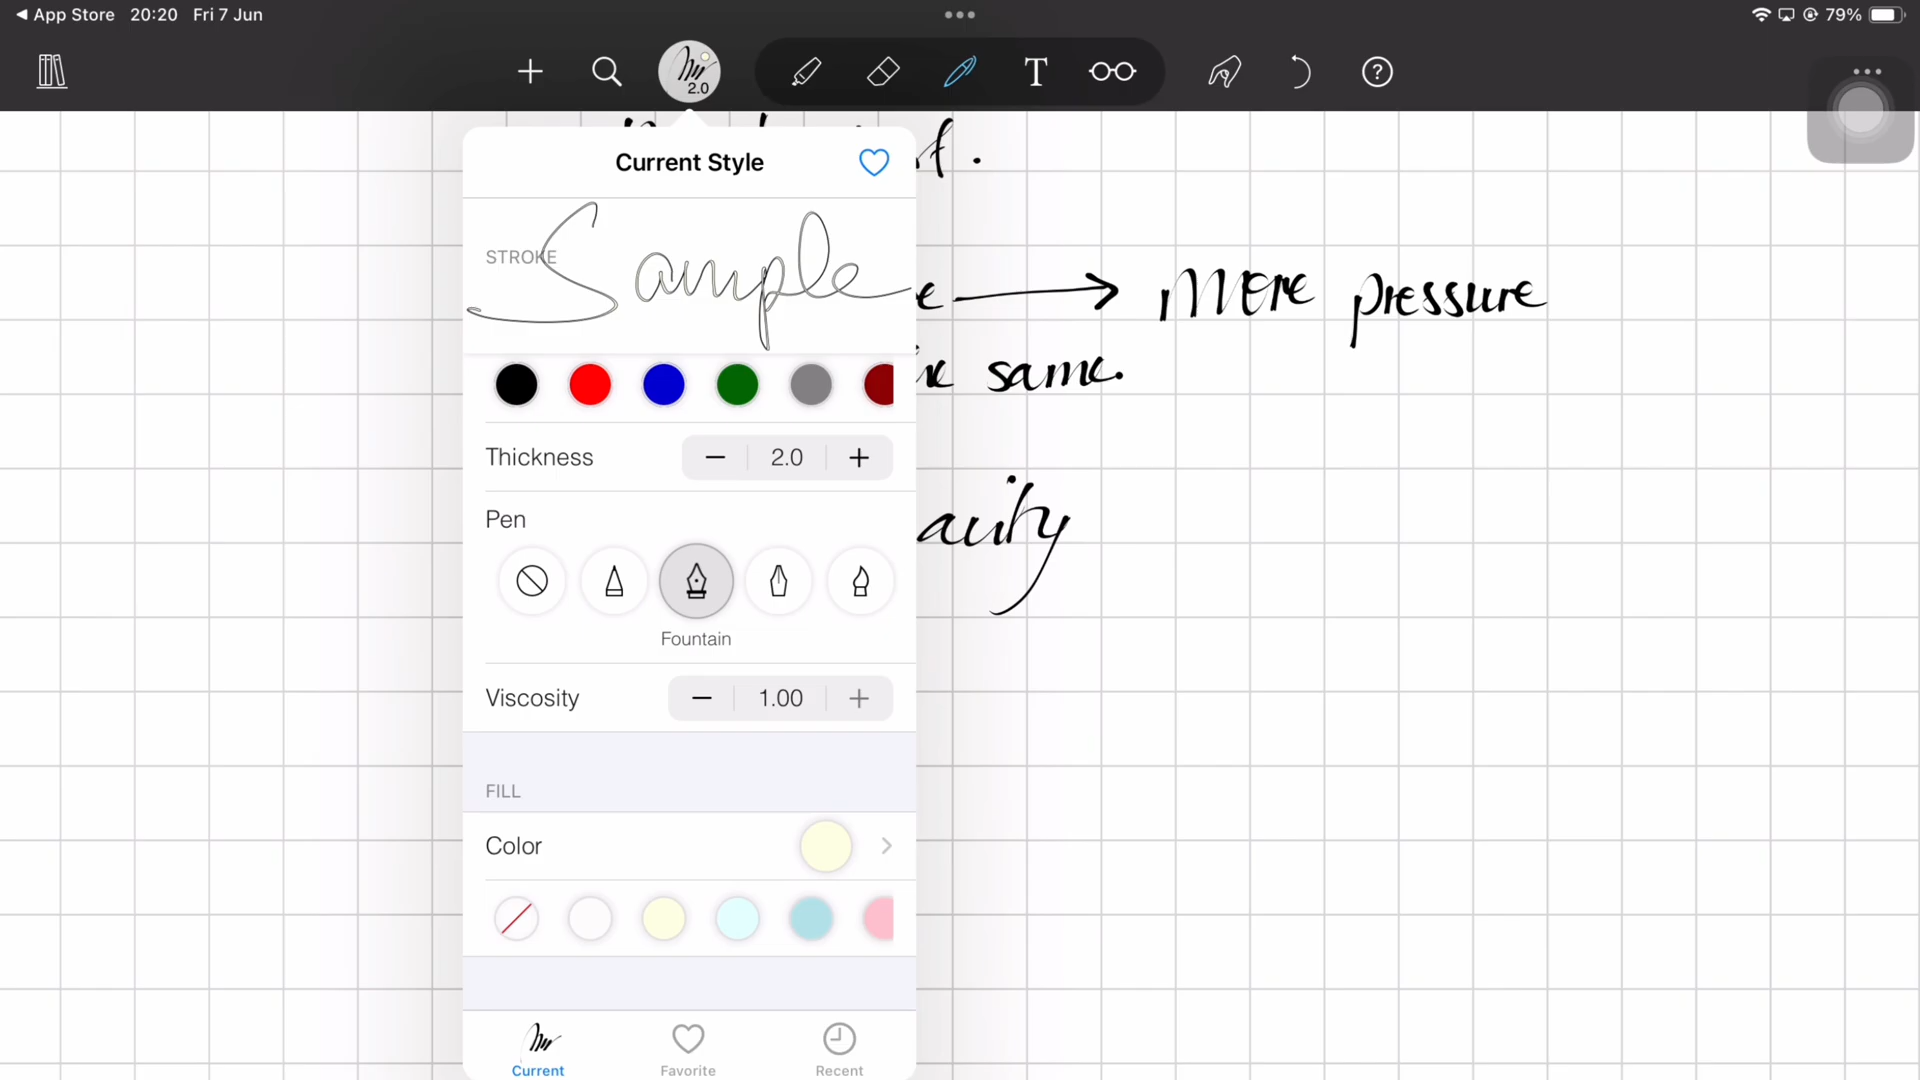 App Store 20:20 Fri 7 Jun 79%
2.0 T ?
Current Style
STROKE Sample
more pressure
same.
Thickness 2.0
Pen
Fountain
Viscosity 1.00
FILL
Color
Current Favorite Recent